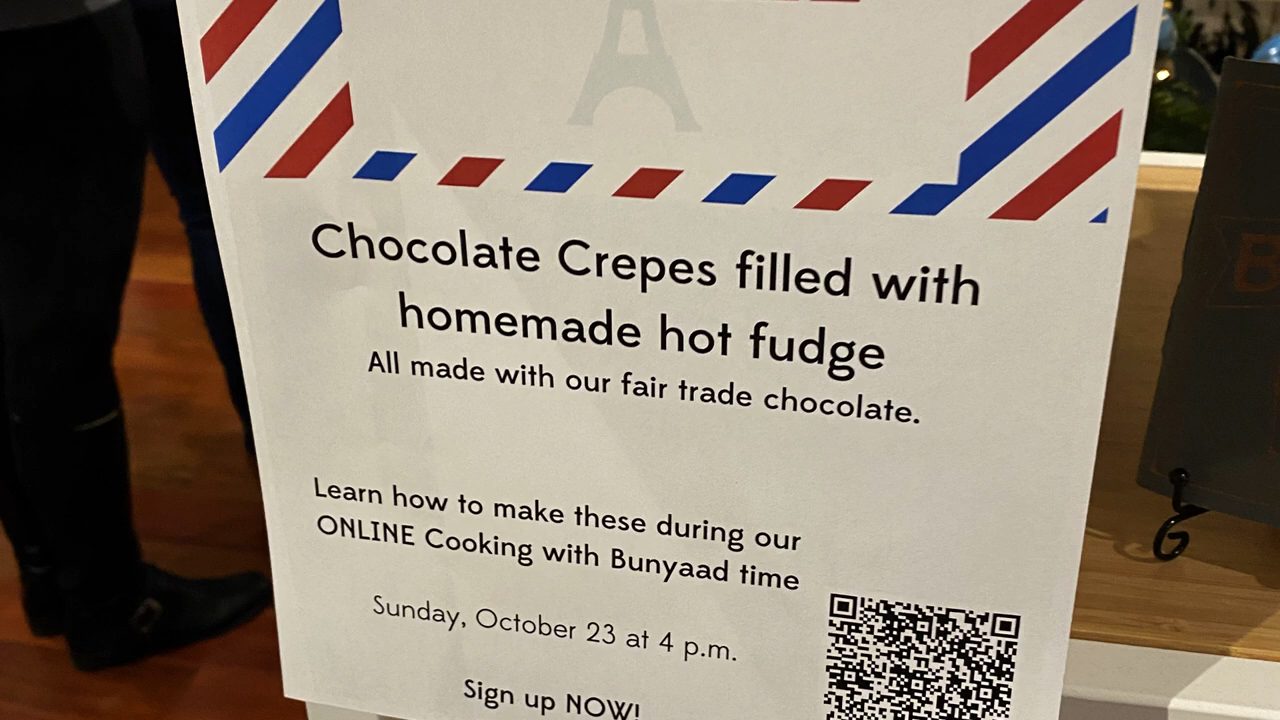 Chocolate Crepes filled with
homemade hot fudge
All made with our fair trade chocolate.
Learn how to make these during our
ONLINE Cooking with Bunyaad time
Sunday, October 23 at 4 p.m.
Sign up NOW!